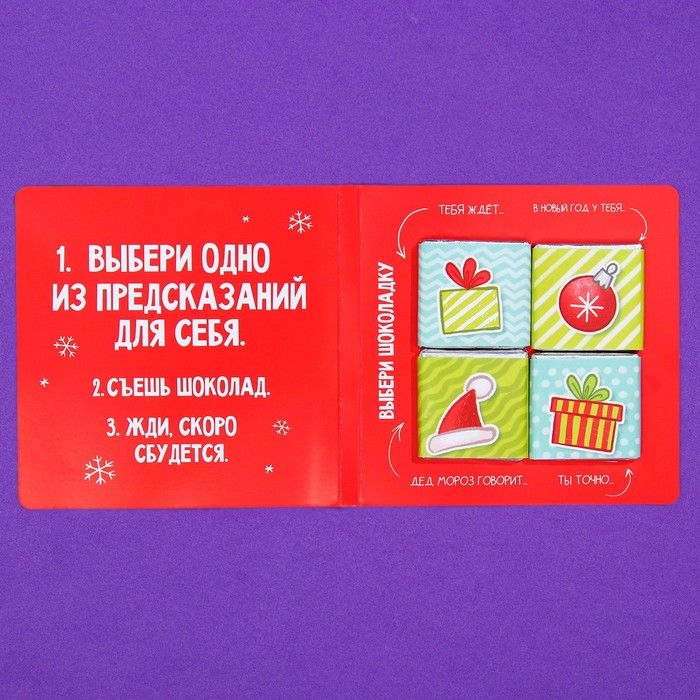 1. ВЫБЕРИ ОДНО
ИЗ ПРЕДСКАЗАНИЙ
ДЛЯ СЕБЯ.
2. СЪЕШЬ ШОКОЛАД.
3. ЖДИ, СКОРО
СБУДЕТСЯ.
ВЫБЕРИ ШОКОЛАДКУ
ТЕБЯ ЖДЁТ...
В НОВЫЙ ГОД У ТЕБЯ...
ДЕД МОРОЗ ГОВОРИТ...
ТЫ ТОЧНО...